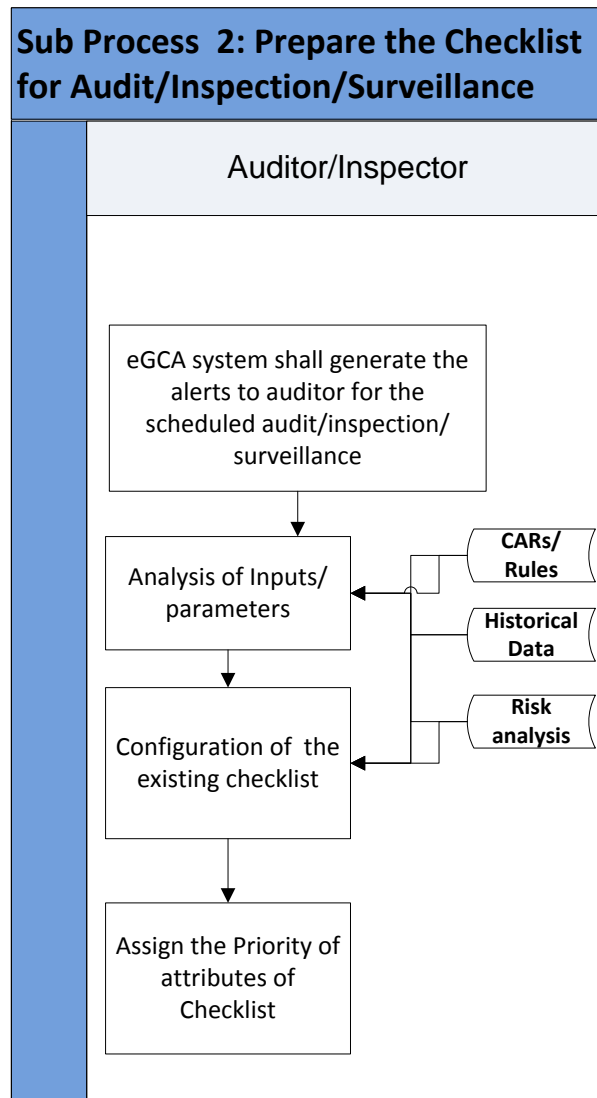 Sub Process  2: Prepare the Checklist
for Audit/Inspection/Surveillance
Auditor/Inspector
eGCA system shall generate the
alerts to auditor for the
scheduled audit/inspection/
surveillance
CARs/
Rules
Analysis of Inputs/
parameters
Historical
Data
Risk
analysis
Configuration of  the
existing checklist
Assign the Priority of
attributes of
Checklist